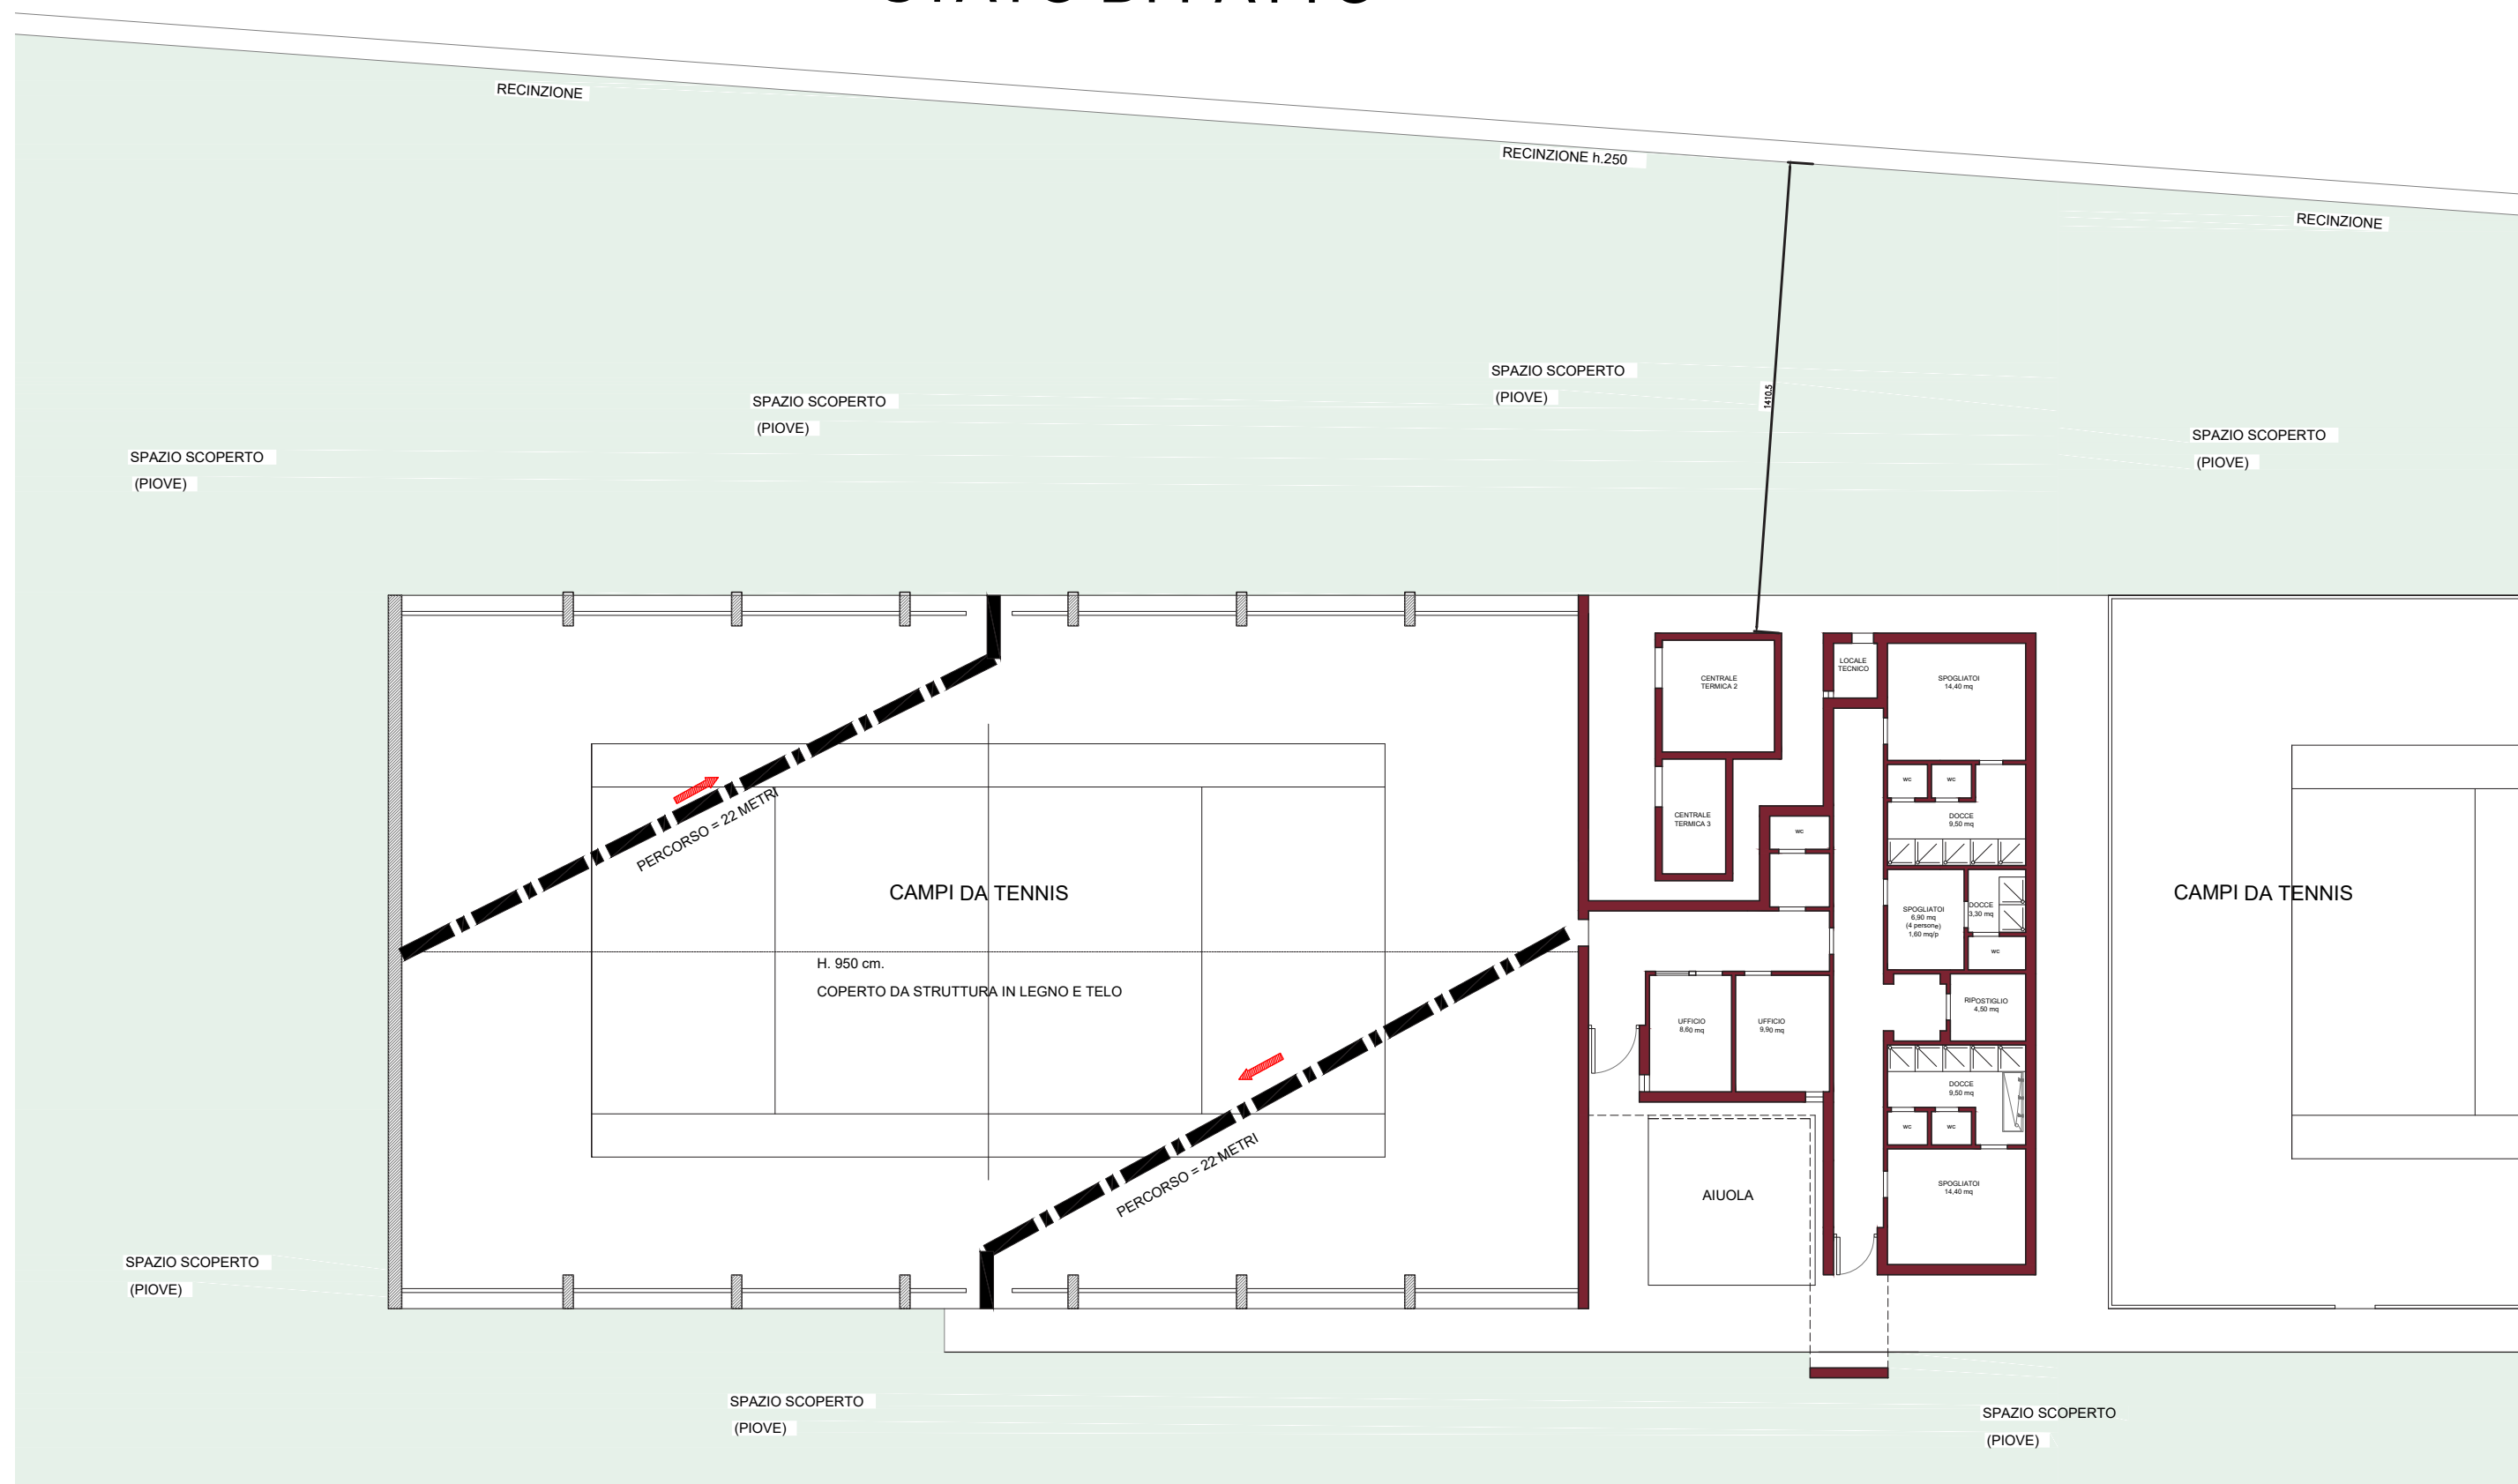 STATO DI FATTO
RECINZIONE
RECINZIONE h.250
RECINZIONE
SPAZIO SCOPERTO
(PIOVE)
SPAZIO SCOPERTO
(PIOVE)
SPAZIO SCOPERTO
(PIOVE)
SPAZIO SCOPERTO
(PIOVE)
1410,5
LOCALE
TECNICO
CENTRALE
TERMICA 2
SPOGLIATOI
14,40 mq
WC
WC
DOCCE
9,50 mq
CENTRALE
TERMICA 3
WC
PERCORSO = 22 METRI
CAMPI DA TENNIS
CAMPI DA TENNIS
SPOGLIATOI
6,90 mq
(4 persone)
1,60 mq/p
DOCCE
3,30 mq
WC
H. 950 cm.
COPERTO DA STRUTTURA IN LEGNO E TELO
RIPOSTIGLIO
4,50 mq
UFFICIO
8.60 mq
UFFICIO
9,90 mq
DOCCE
9,50 mq
WC
WC
PERCORSO = 22 METRI
AIUOLA
SPOGLIATOI
14,40 mq
SPAZIO SCOPERTO
(PIOVE)
SPAZIO SCOPERTO
(PIOVE)
SPAZIO SCOPERTO
(PIOVE)